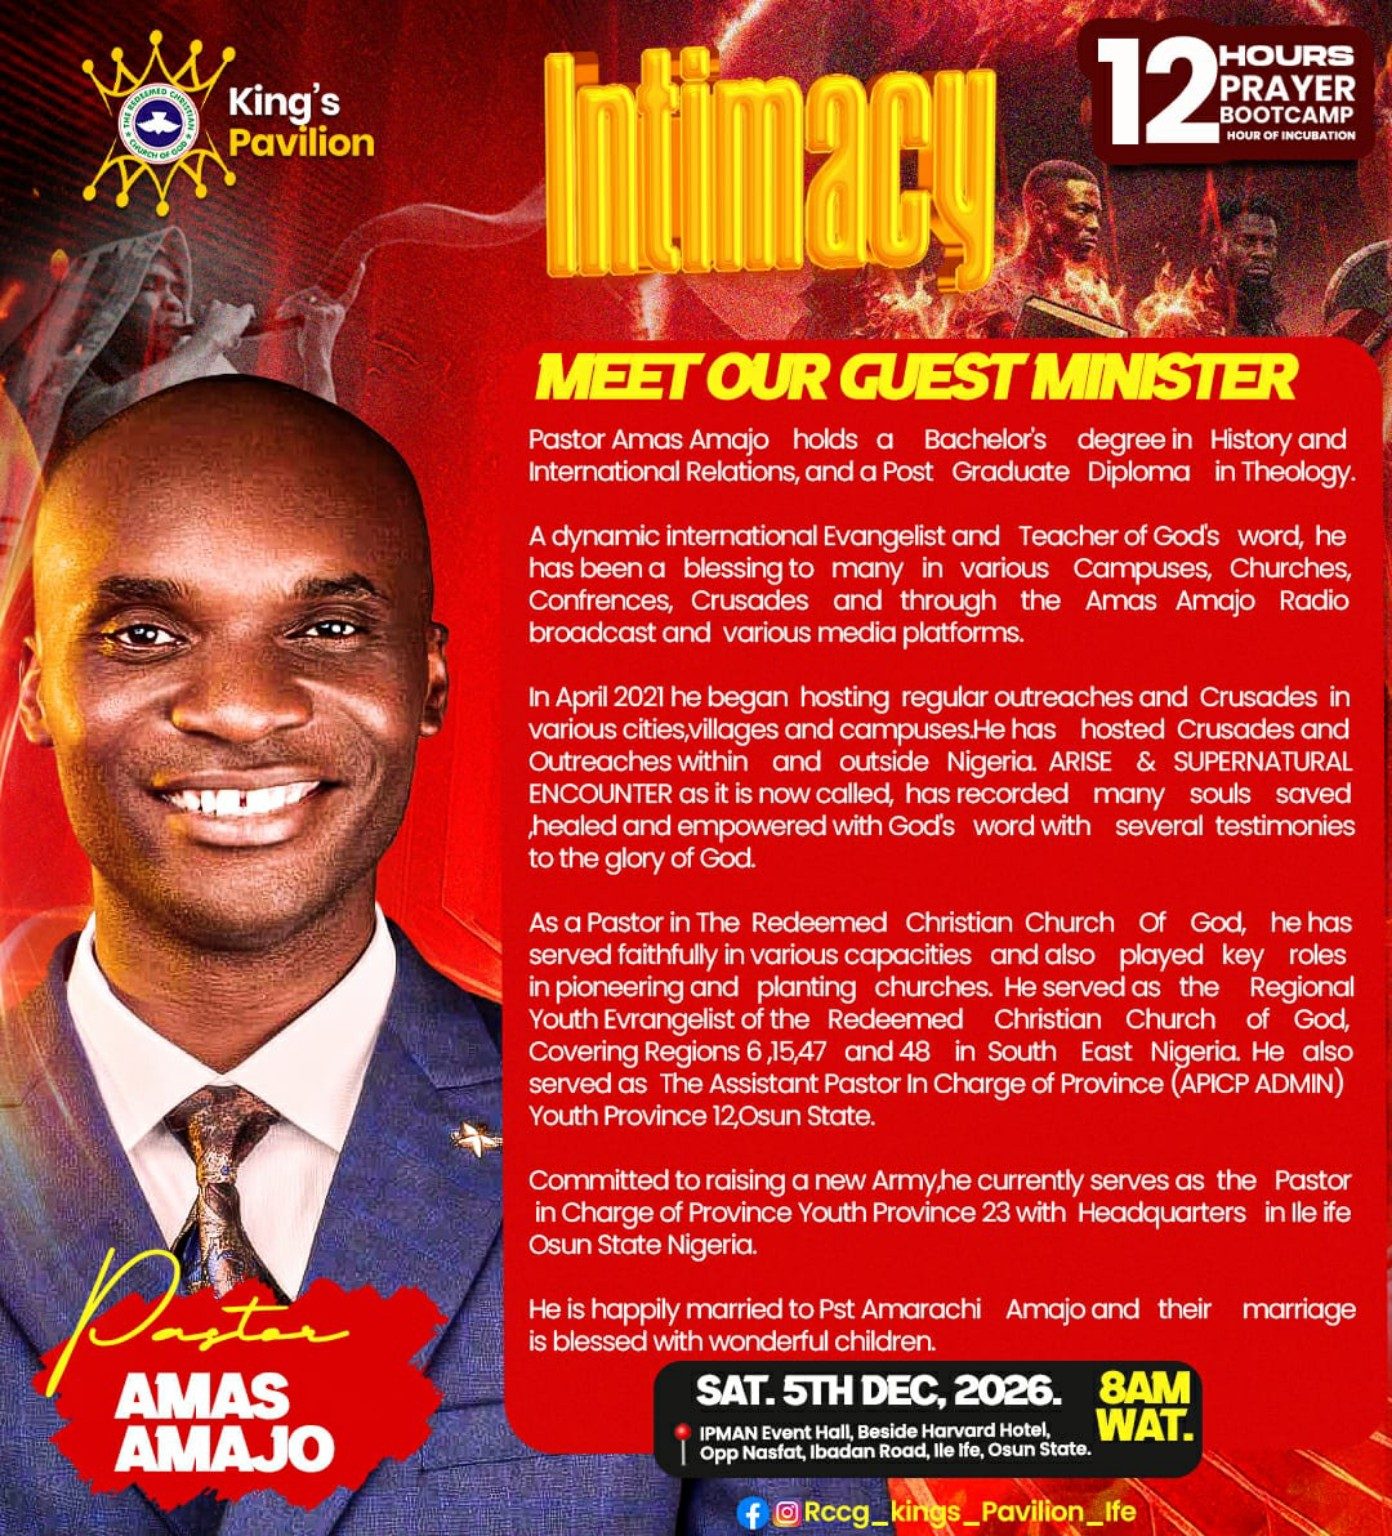 THE REDEEMED CHRISTIAN
CHURCH OF GOD
King's
Pavilion
Intimacy
12 HOURS
PRAYER
BOOTCAMP
HOUR OF INCUBATION
MEET OUR GUEST MINISTER
Pastor Amas Amajo holds a Bachelor's degree in History and
International Relations, and a Post Graduate Diploma in Theology.
A dynamic international Evangelist and Teacher of God's word, he
has been a blessing to many in various Campuses, Churches,
Confrences, Crusades and through the Amas Amajo Radio
broadcast and various media platforms.
In April 2021 he began hosting regular outreaches and Crusades in
various cities,villages and campuses.He has hosted Crusades and
Outreaches within and outside Nigeria. ARISE & SUPERNATURAL
ENCOUNTER as it is now called, has recorded many souls saved
,healed and empowered with God's word with several testimonies
to the glory of God.
As a Pastor in The Redeemed Christian Church Of God, he has
served faithfully in various capacities and also played key roles
in pioneering and planting churches. He served as the Regional
Youth Evrangelist of the Redeemed Christian Church of God,
Covering Regions 6 ,15,47 and 48 in South East Nigeria. He also
served as The Assistant Pastor In Charge of Province (APICP ADMIN)
Youth Province 12,Osun State.
Committed to raising a new Army,he currently serves as the Pastor
in Charge of Province Youth Province 23 with Headquarters in Ile ife
Osun State Nigeria.
He is happily married to Pst Amarachi Amajo and their marriage
is blessed with wonderful children.
Pastor
AMAS
AMAJO
SAT. 5TH DEC, 2026.
8AM
WAT.
IPMAN Event Hall, Beside Harvard Hotel,
Opp Nasfat, Ibadan Road, Ile Ife, Osun State.
Rccg_kings_Pavilion_Ife